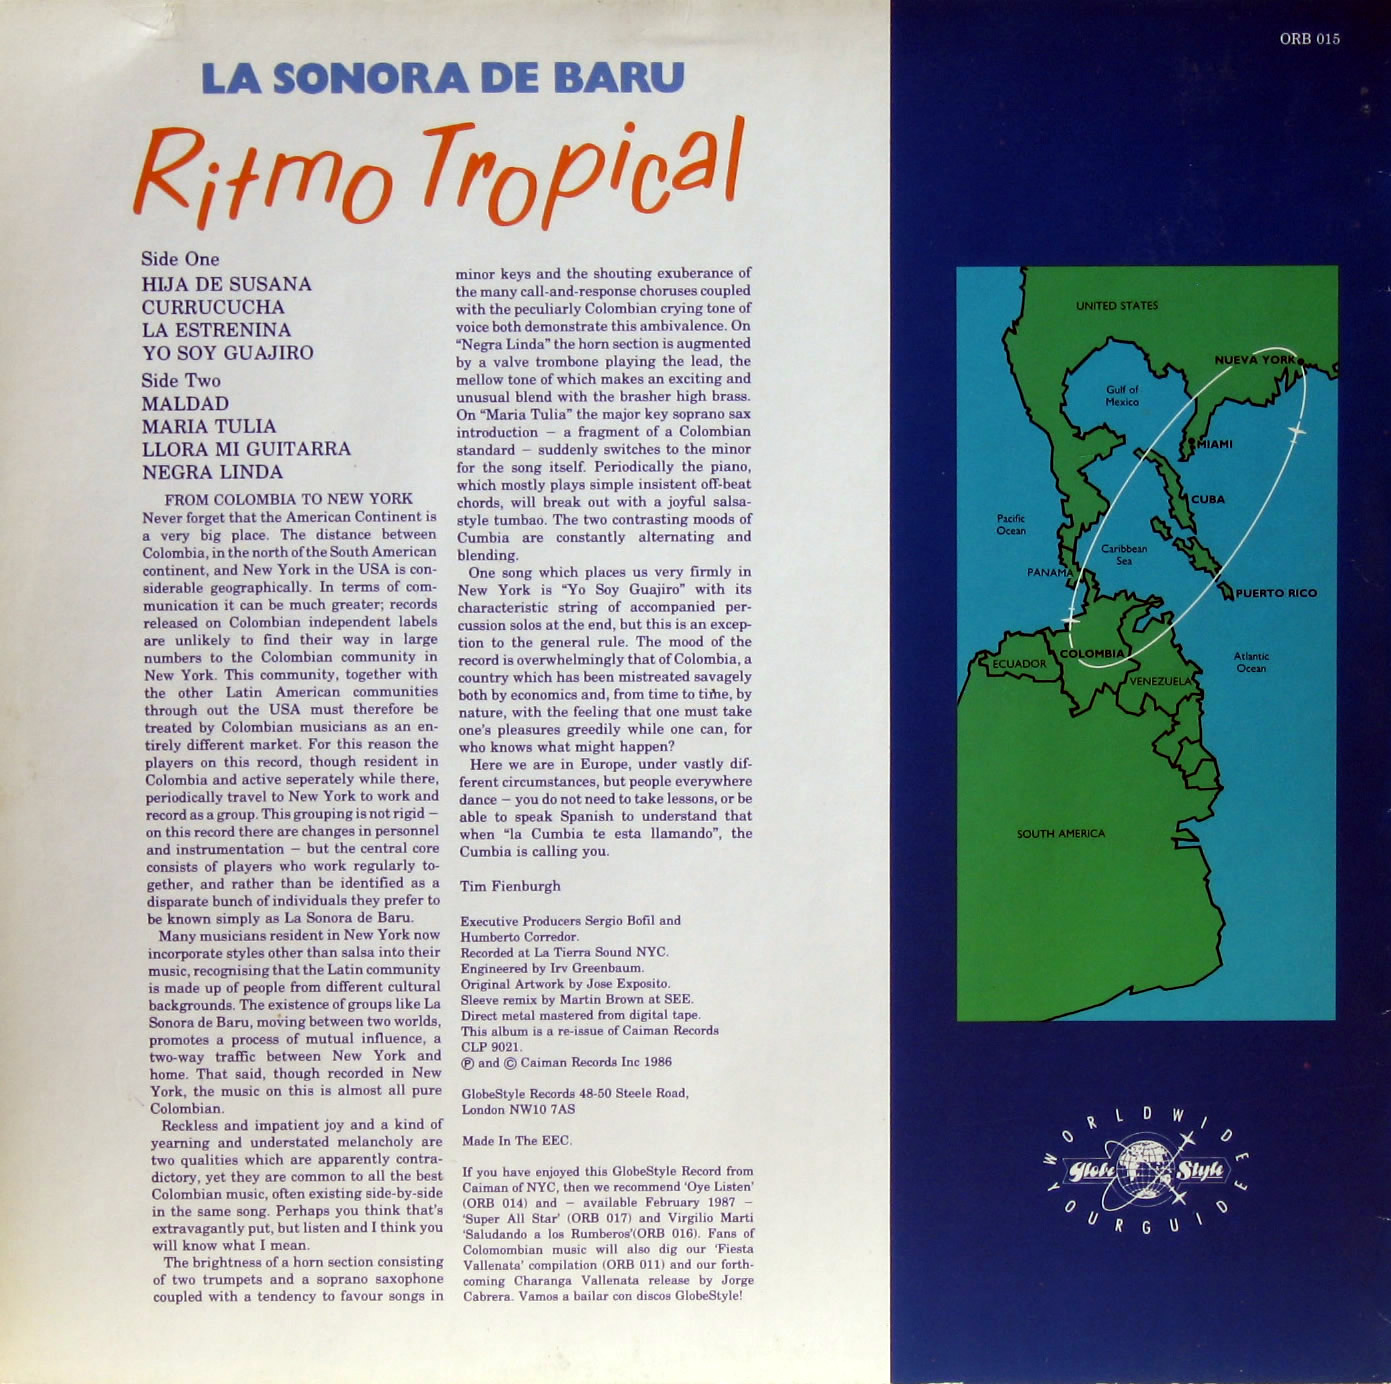 LA SONORA DE BARU
Ritmo Tropical
Side One
HIJA DE SUSANA
CURRUCUCHA
LA ESTRENINA
YO SOY GUAJIRO
Side Two
MALDAD
MARIA TULIA
LLORA MI GUITARRA
NEGRA LINDA
FROM COLOMBIA TO NEW YORK
Never forget that the American Continent is
a very big place. The distance between
Colombia, in the north of the South American
continent, and New York in the USA is con-
siderable geographically. In terms of com-
munication it can be much greater; records
released on Colombian independent labels
are unlikely to find their way in large
numbers to the Colombian community in
New York. This community, together with
the other Latin American communities
through out the USA must therefore be
treated by Colombian musicians as an en-
tirely different market. For this reason the
players on this record, though resident in
Colombia and active seperately while there,
periodically travel to New York to work and
record as a group. This grouping is not rigid –
on this record there are changes in personnel
and instrumentation – but the central core
consists of players who work regularly to-
gether, and rather than be identified as a
disparate bunch of individuals they prefer to
be known simply as La Sonora de Baru.
Many musicians resident in New York now
incorporate styles other than salsa into their
music, recognising that the Latin community
is made up of people from different cultural
backgrounds. The existence of groups like La
Sonora de Baru, moving between two worlds,
promotes a process of mutual influence, a
two-way traffic between New York and
home. That said, though recorded in New
York, the music on this is almost all pure
Colombian.
Reckless and impatient joy and a kind of
yearning and understated melancholy are
two qualities which are apparently contra-
dictory, yet they are common to all the best
Colombian music, often existing side-by-side
in the same song. Perhaps you think that's
extravagantly put, but listen and I think you
will know what I mean.
The brightness of a horn section consisting
of two trumpets and a soprano saxophone
coupled with a tendency to favour songs in
minor keys and the shouting exuberance of
the many call-and-response choruses coupled
with the peculiarly Colombian crying tone of
voice both demonstrate this ambivalence. On
“Negra Linda” the horn section is augmented
by a valve trombone playing the lead, the
mellow tone of which makes an exciting and
unusual blend with the brasher high brass.
On “Maria Tulia” the major key soprano sax
introduction – a fragment of a Colombian
standard – suddenly switches to the minor
for the song itself. Periodically the piano,
which mostly plays simple insistent off-beat
chords, will break out with a joyful salsa-
style tumbao. The two contrasting moods of
Cumbia are constantly alternating and
blending.
One song which places us very firmly in
New York is “Yo Soy Guajiro” with its
characteristic string of accompanied per-
cussion solos at the end, but this is an excep-
tion to the general rule. The mood of the
record is overwhelmingly that of Colombia, a
country which has been mistreated savagely
both by economics and, from time to time, by
nature, with the feeling that one must take
one's pleasures greedily while one can, for
who knows what might happen?
Here we are in Europe, under vastly dif-
ferent circumstances, but people everywhere
dance – you do not need to take lessons, or be
able to speak Spanish to understand that
when “la Cumbia te esta llamando”, the
Cumbia is calling you.
Tim Fienburgh
Executive Producers Sergio Bofil and
Humberto Corredor.
Recorded at La Tierra Sound NYC.
Engineered by Irv Greenbaum.
Original Artwork by Jose Exposito.
Sleeve remix by Martin Brown at SEE.
Direct metal mastered from digital tape.
This album is a re-issue of Caiman Records
CLP 9021.
℗ and © Caiman Records Inc 1986
GlobeStyle Records 48-50 Steele Road,
London NW10 7AS
Made In The EEC.
If you have enjoyed this GlobeStyle Record from
Caiman of NYC, then we recommend ‘Oye Listen’
(ORB 014) and – available February 1987 –
‘Super All Star’ (ORB 017) and Virgilio Marti
‘Saludando a los Rumberos’(ORB 016). Fans of
Colomombian music will also dig our ‘Fiesta
Vallenata’ compilation (ORB 011) and our forth-
coming Charanga Vallenata release by Jorge
Cabrera. Vamos a bailar con discos GlobeStyle!
ORB 015
UNITED STATES
NUEVA YORK
Gulf of
Mexico
MIAMI
CUBA
Pacific
Ocean
Caribbean
Sea
PANAMA
PUERTO RICO
COLOMBIA
ECUADOR
Atlantic
Ocean
VENEZUELA
SOUTH AMERICA
WORLDWIDE
Globe Style
YOUR GUIDE